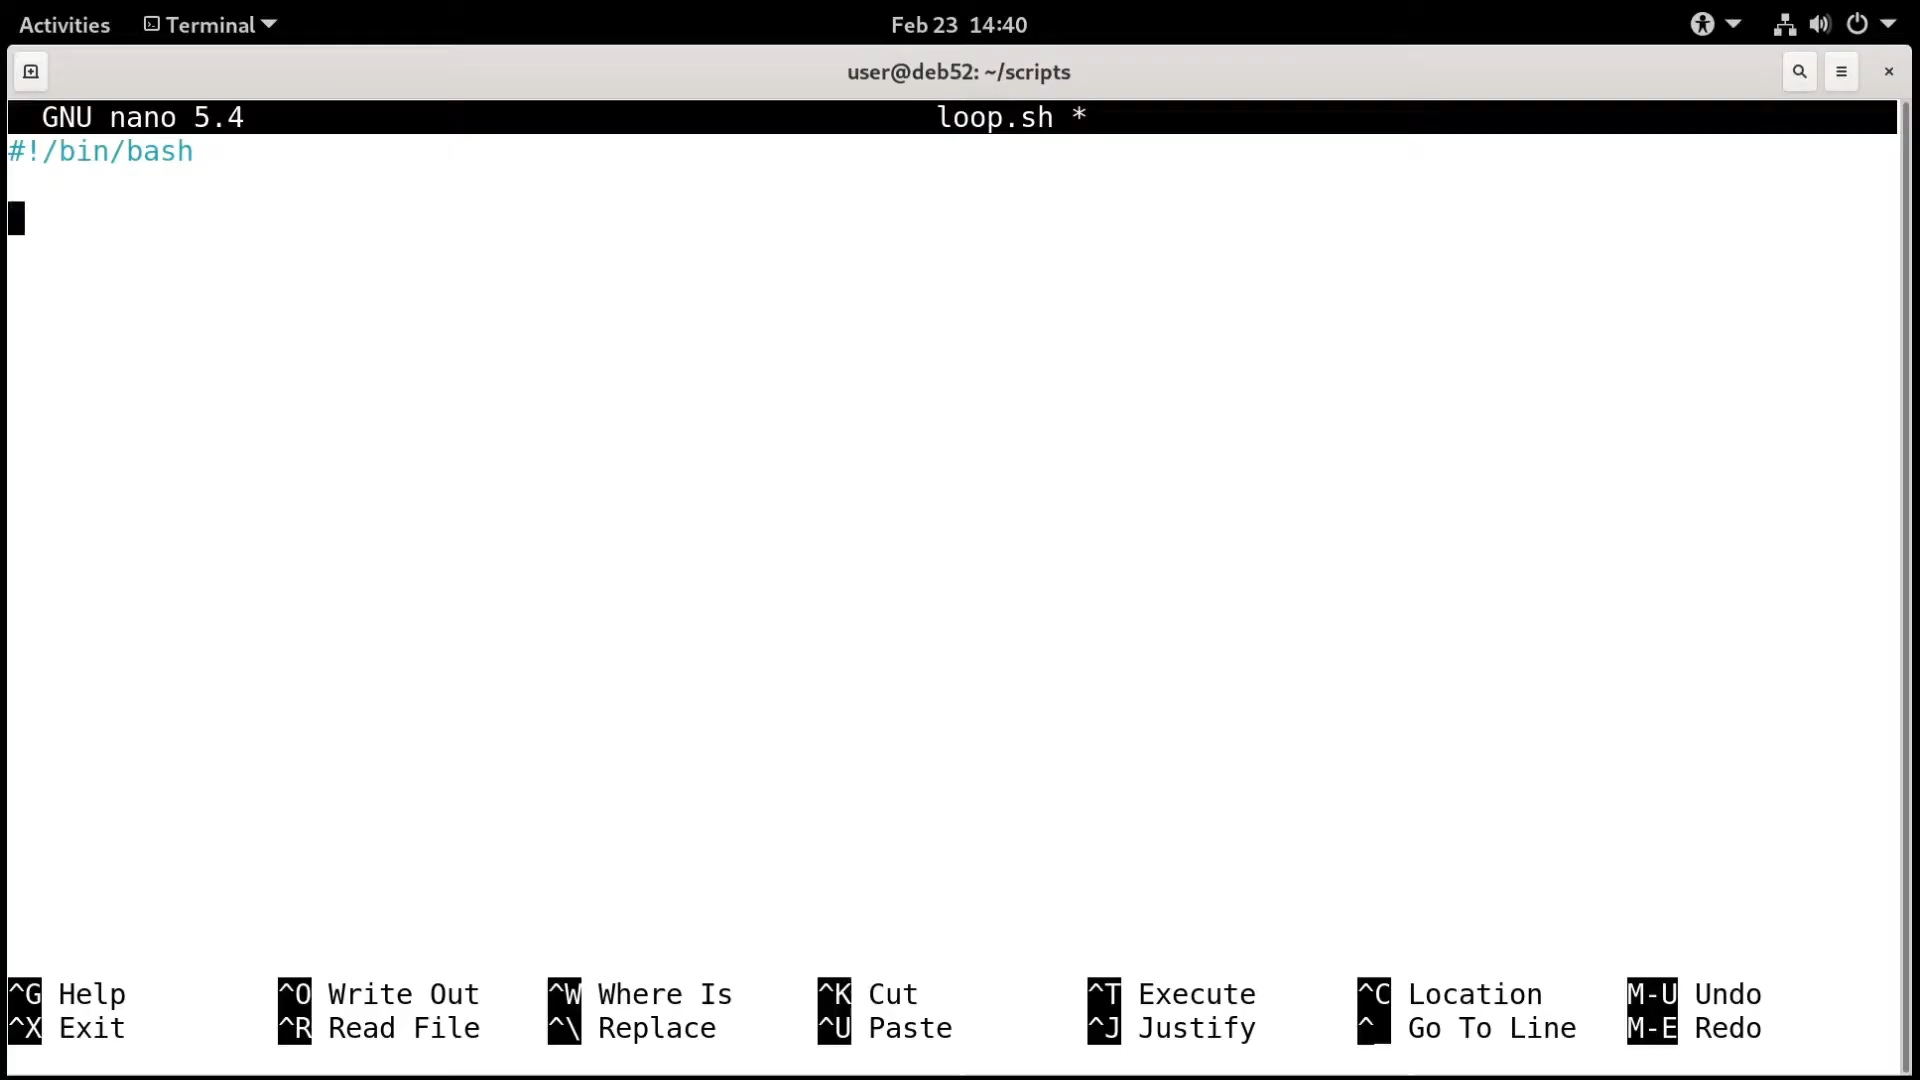 Activities Terminal Feb 23 14:40
user@deb52: ~/scripts
GNU nano 5.4 loop.sh *
#!/bin/bash
^G Help ^O Write Out ^W Where Is ^K Cut ^T Execute ^C Location M-U Undo
^X Exit ^R Read File ^\ Replace ^U Paste ^J Justify ^_ Go To Line M-E Redo